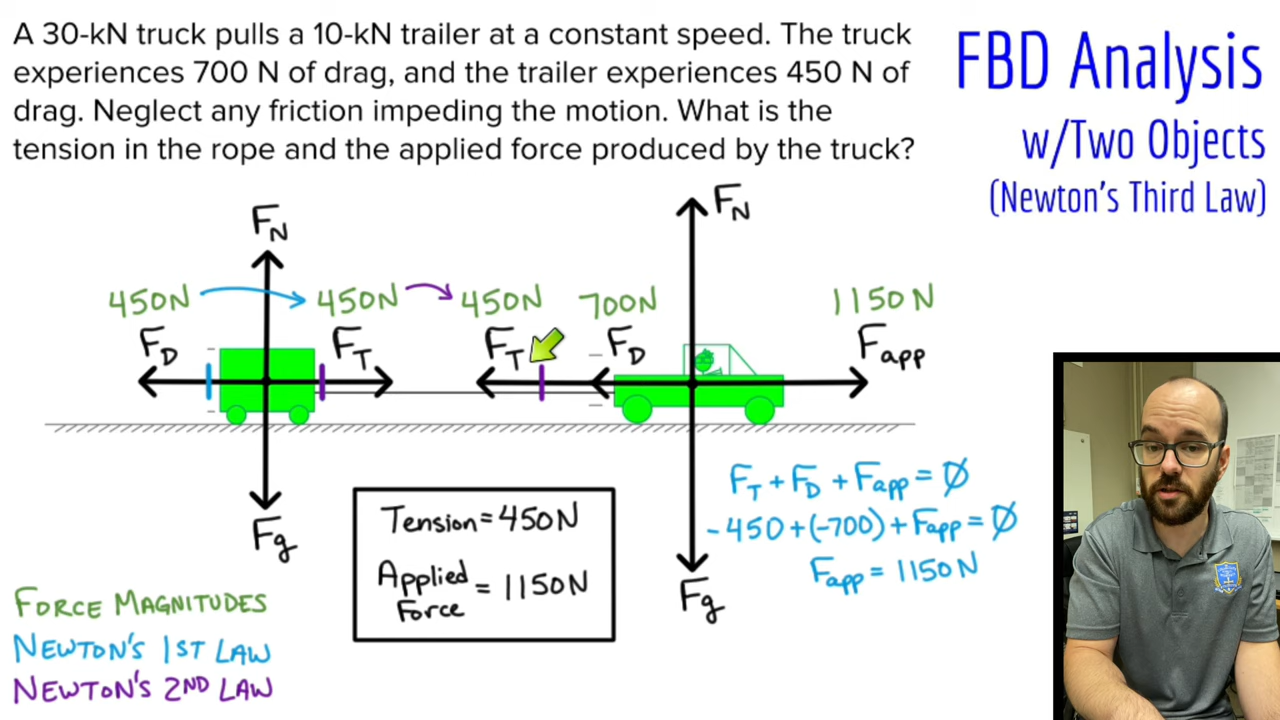 A 30-kN truck pulls a 10-kN trailer at a constant speed. The truck
experiences 700 N of drag, and the trailer experiences 450 N of
drag. Neglect any friction impeding the motion. What is the
tension in the rope and the applied force produced by the truck?
FBD Analysis
w/Two Objects
(Newton's Third Law)
FN
FN
450N
450N
450N
700N
1150N
FD
FT
FT
FD
Fapp
Fg
Fg
Tension = 450N
Applied Force = 1150N
FT + FD + Fapp = ∅
-450 + (-700) + Fapp = ∅
Fapp = 1150N
FORCE MAGNITUDES
NEWTON'S 1ST LAW
NEWTON'S 2ND LAW